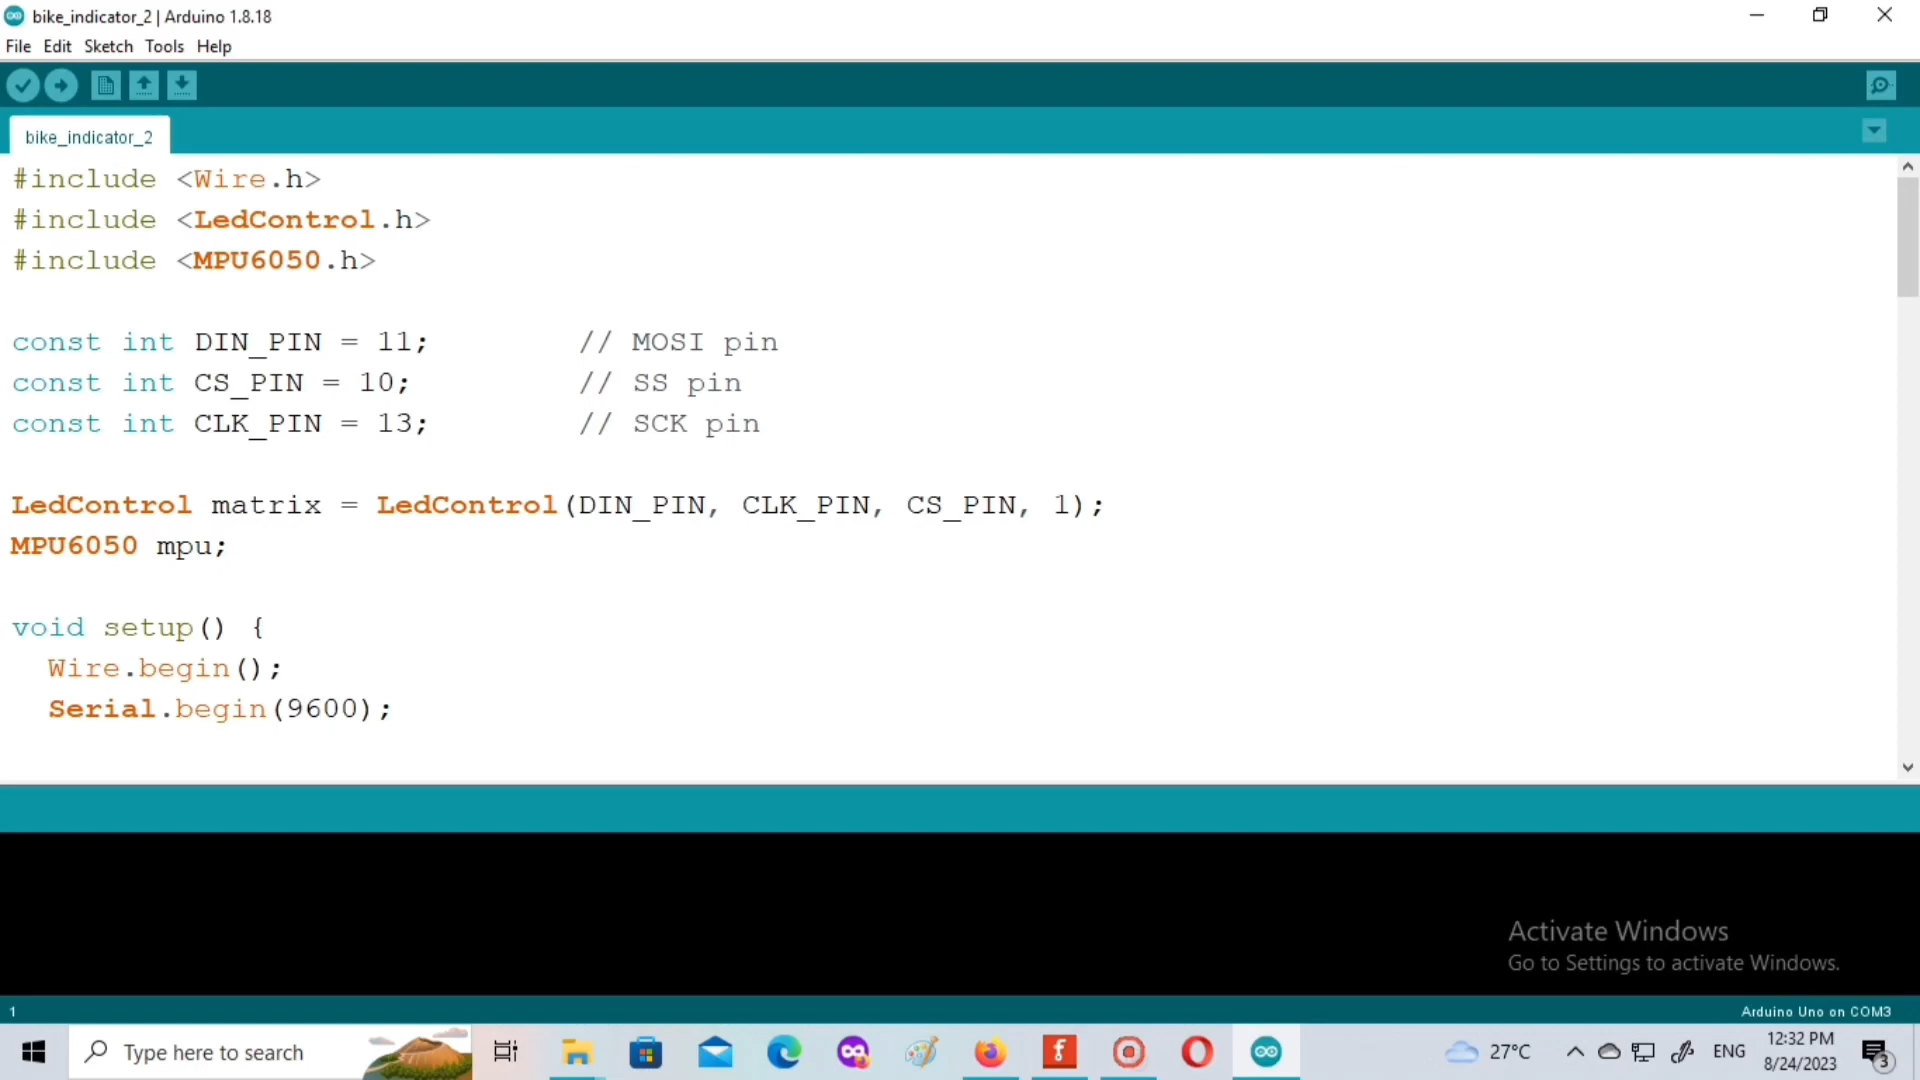 bike_indicator_2 | Arduino 1.8.18
File Edit Sketch Tools Help
bike_indicator_2
#include <Wire.h>
#include <LedControl.h>
#include <MPU6050.h>
const int DIN_PIN = 11; // MOSI pin
const int CS_PIN = 10; // SS pin
const int CLK_PIN = 13; // SCK pin
LedControl matrix = LedControl(DIN_PIN, CLK_PIN, CS_PIN, 1);
MPU6050 mpu;
void setup() {
Wire.begin();
Serial.begin(9600);
Activate Windows
Go to Settings to activate Windows.
1
Arduino Uno on COM3
Type here to search
27°C
ENG
12:32 PM
8/24/2023
3